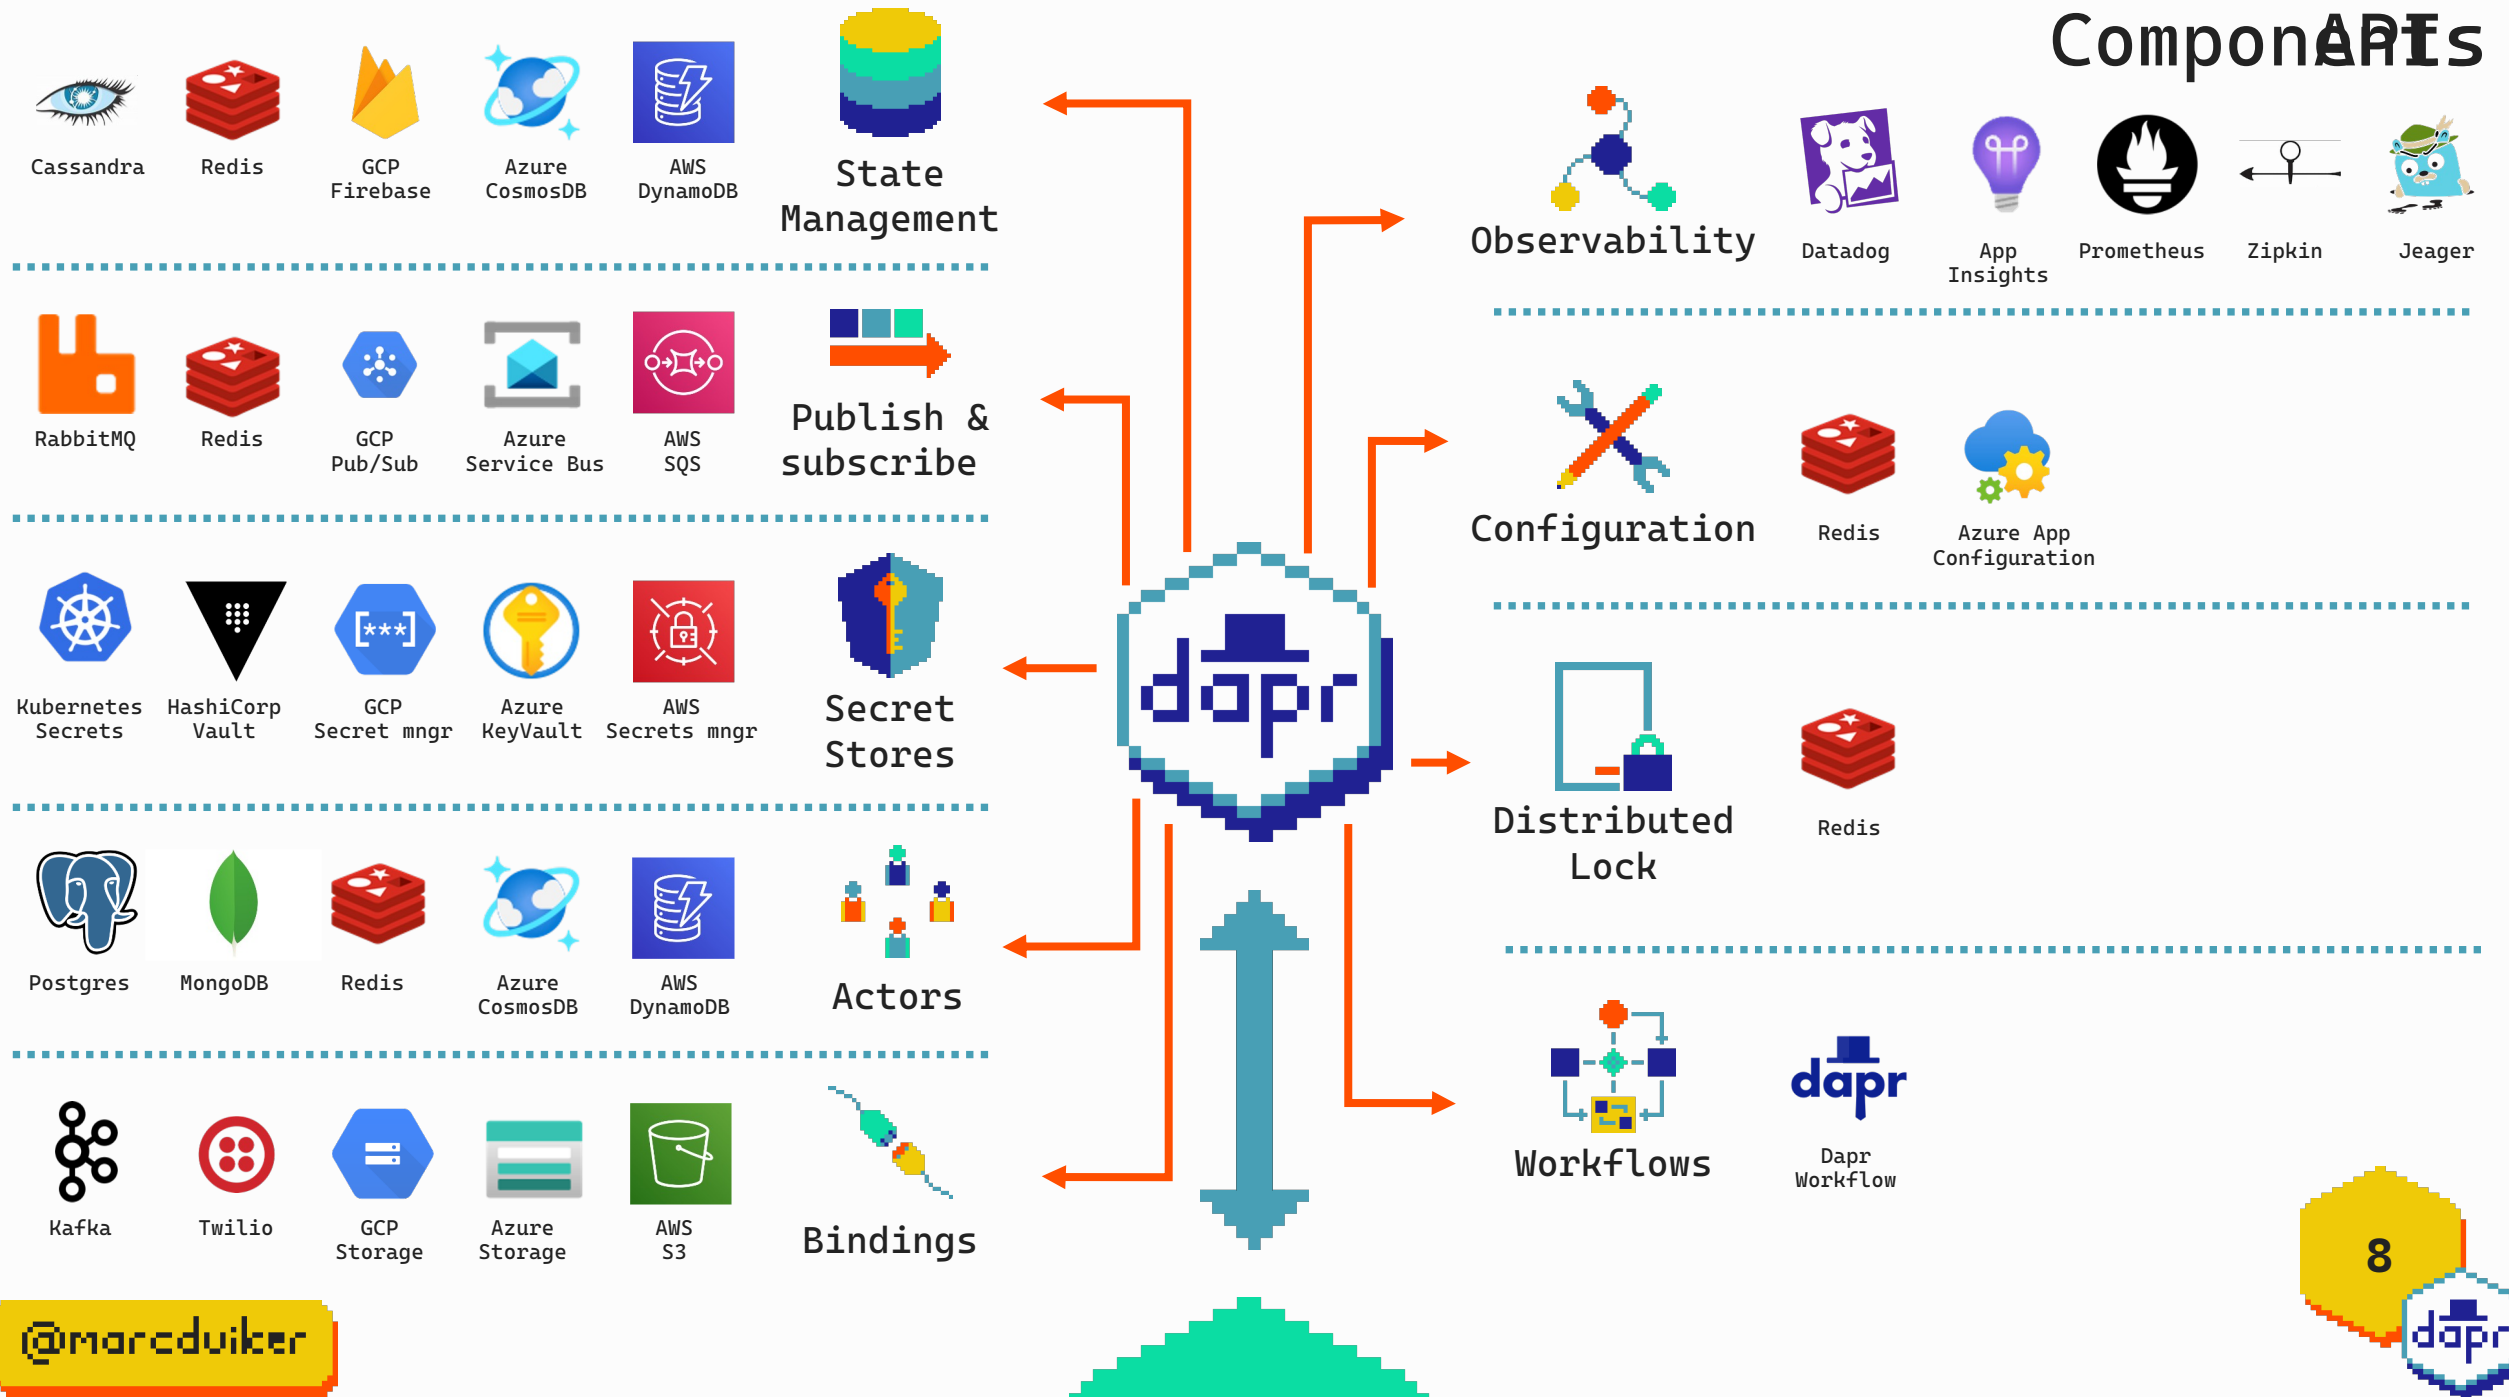 Components
APIs
Cassandra
Redis
GCP
Firebase
Azure
CosmosDB
AWS
DynamoDB
State
Management
RabbitMQ
Redis
GCP
Pub/Sub
Azure
Service Bus
AWS
SQS
Publish &
subscribe
Kubernetes
Secrets
HashiCorp
Vault
[***]
GCP
Secret mngr
Azure
KeyVault
AWS
Secrets mngr
Secret
Stores
Postgres
MongoDB
Redis
Azure
CosmosDB
AWS
DynamoDB
Actors
Kafka
Twilio
GCP
Storage
Azure
Storage
AWS
S3
Bindings
dapr
Observability
Datadog
App
Insights
Prometheus
Zipkin
Jeager
Configuration
Redis
Azure App
Configuration
Distributed
Lock
Redis
Workflows
dapr
Dapr
Workflow
@marcduiker
8
dapr